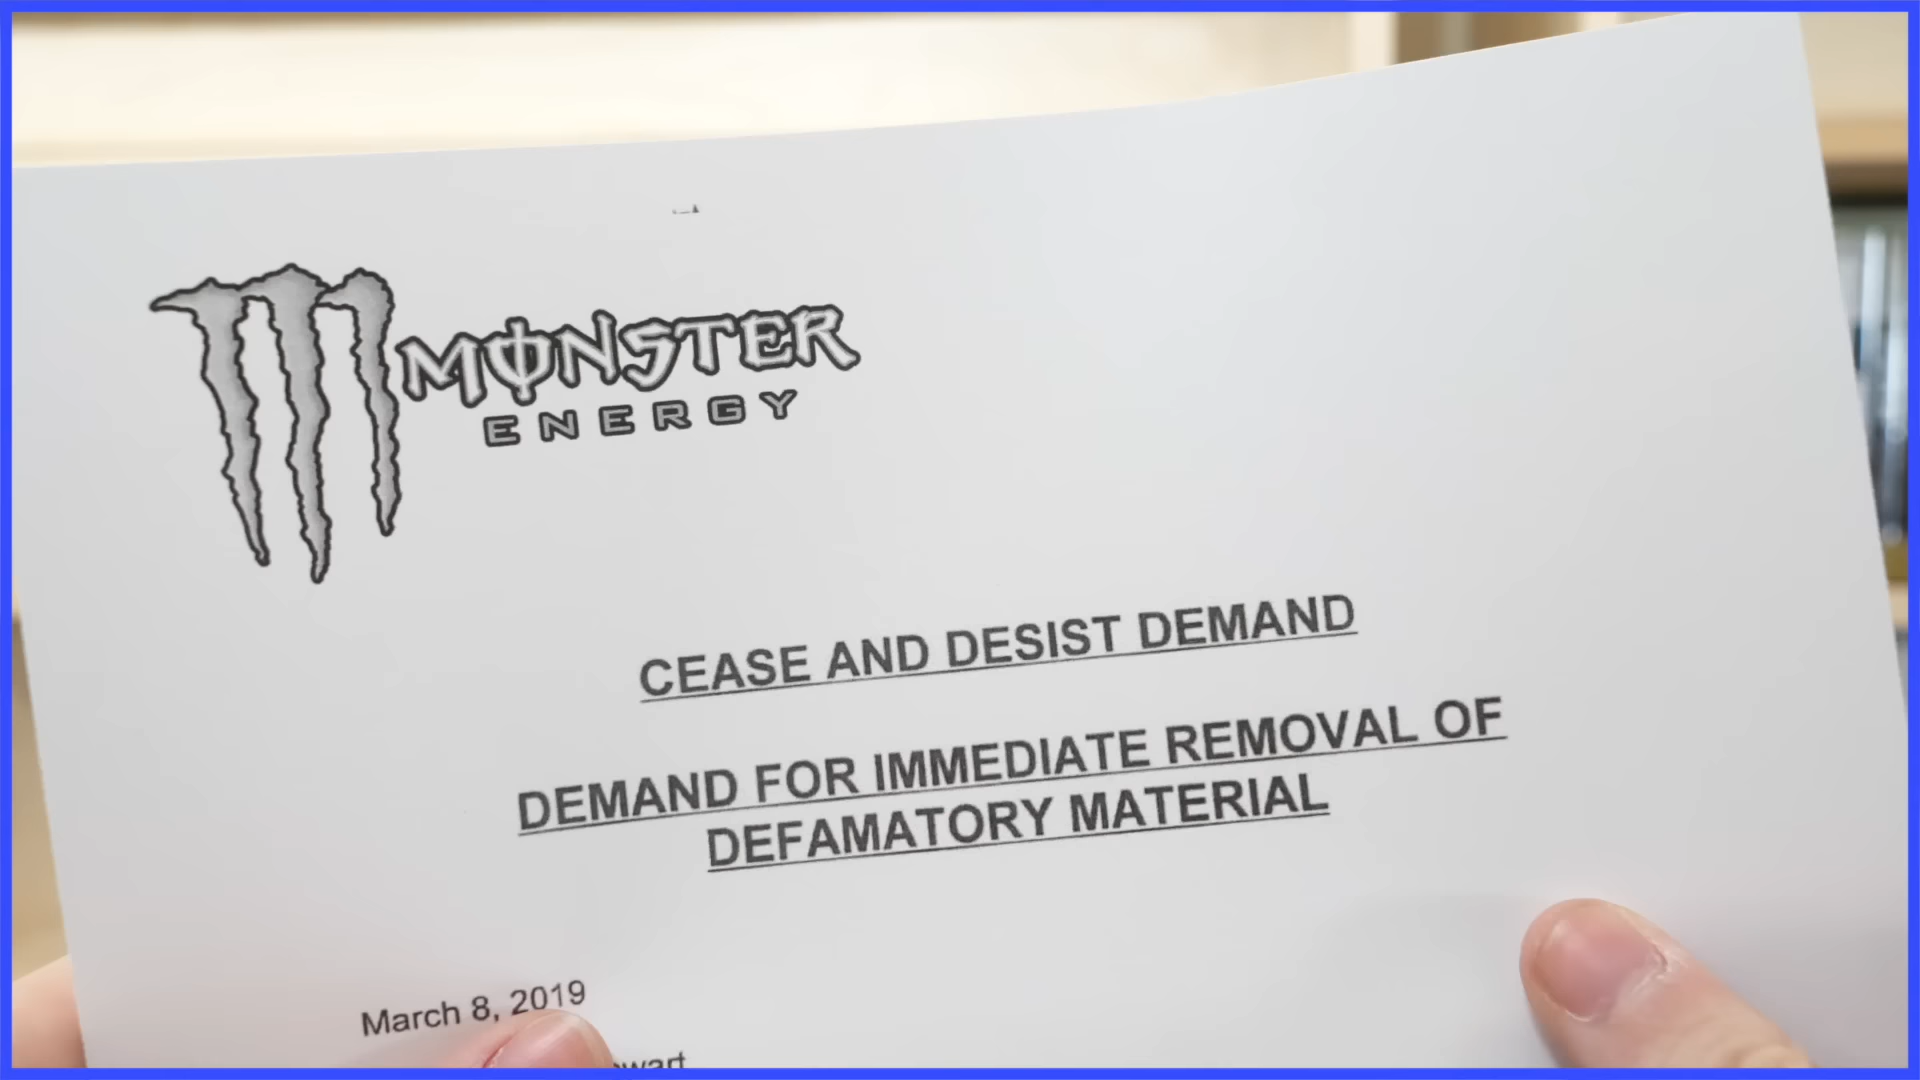 MONSTER
ENERGY
CEASE AND DESIST DEMAND
DEMAND FOR IMMEDIATE REMOVAL OF
DEFAMATORY MATERIAL
March 8, 2019